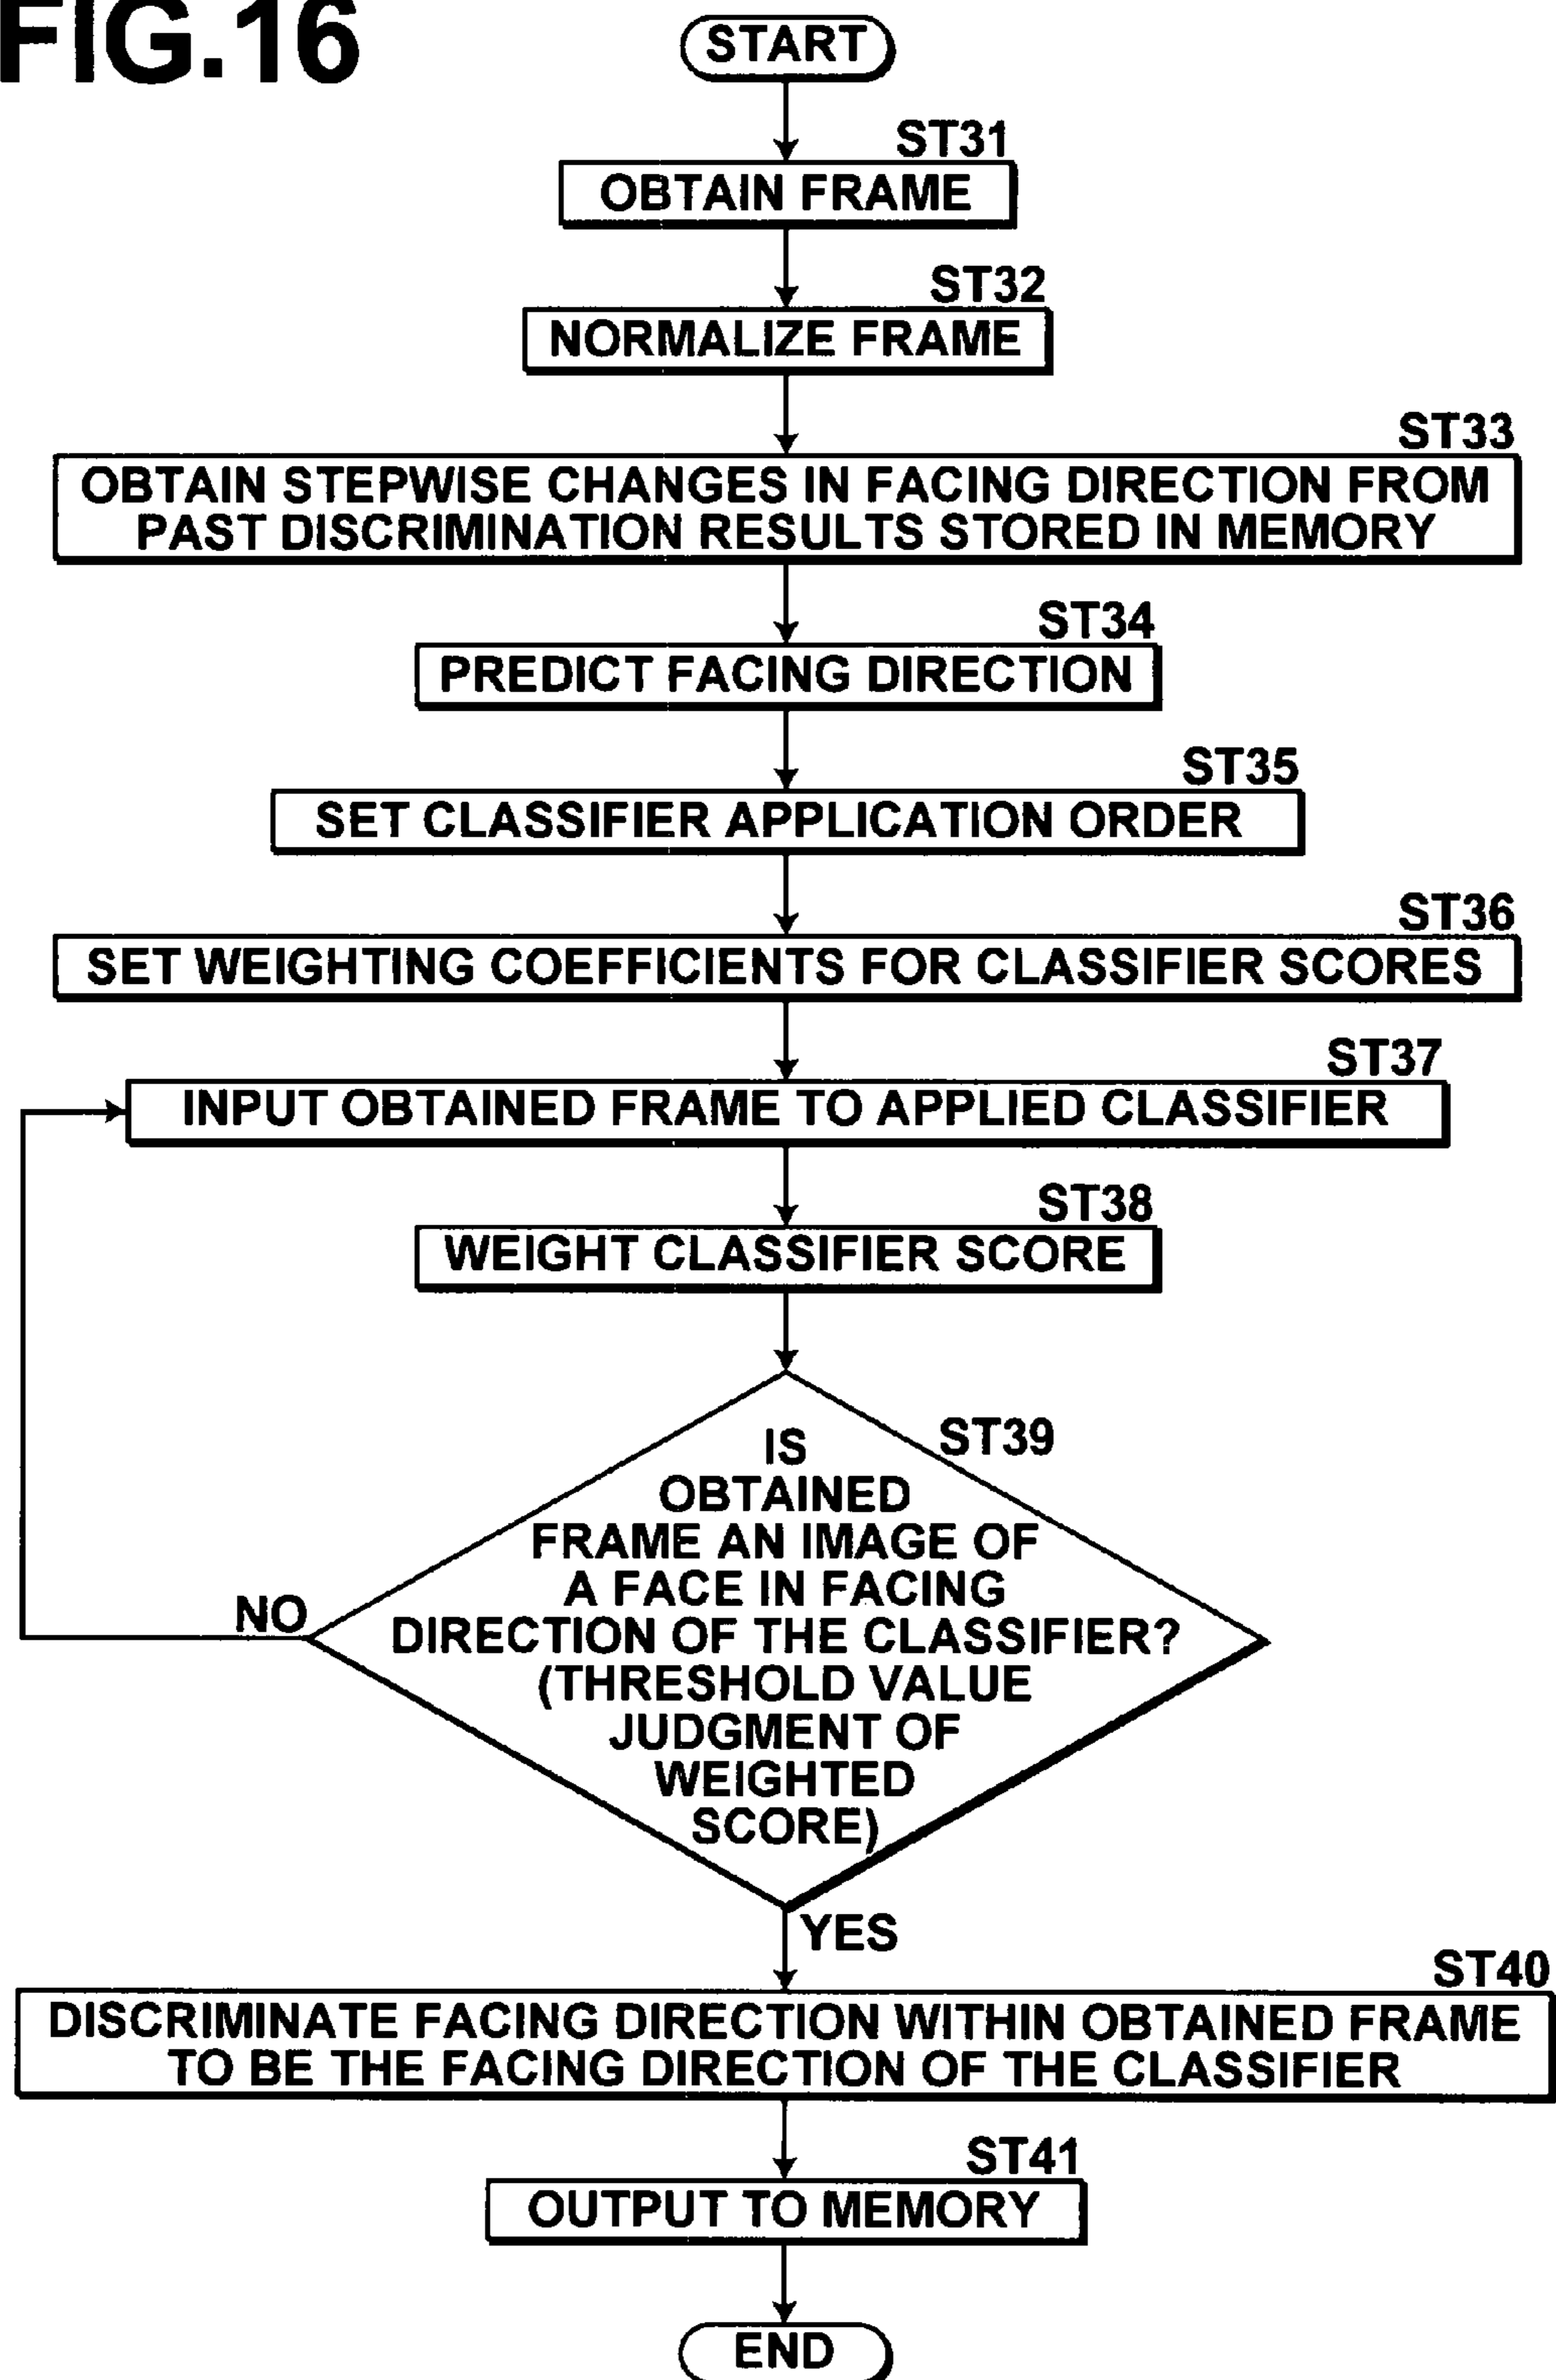 FIG.16
START
ST31
OBTAIN FRAME
ST32
NORMALIZE FRAME
ST33
OBTAIN STEPWISE CHANGES IN FACING DIRECTION FROM
PAST DISCRIMINATION RESULTS STORED IN MEMORY
ST34
PREDICT FACING DIRECTION
ST35
SET CLASSIFIER APPLICATION ORDER
ST36
SET WEIGHTING COEFFICIENTS FOR CLASSIFIER SCORES
ST37
INPUT OBTAINED FRAME TO APPLIED CLASSIFIER
ST38
WEIGHT CLASSIFIER SCORE
ST39
IS
OBTAINED
FRAME AN IMAGE OF
A FACE IN FACING
DIRECTION OF THE CLASSIFIER?
(THRESHOLD VALUE
JUDGMENT OF
WEIGHTED
SCORE)
NO
YES
ST40
DISCRIMINATE FACING DIRECTION WITHIN OBTAINED FRAME
TO BE THE FACING DIRECTION OF THE CLASSIFIER
ST41
OUTPUT TO MEMORY
END